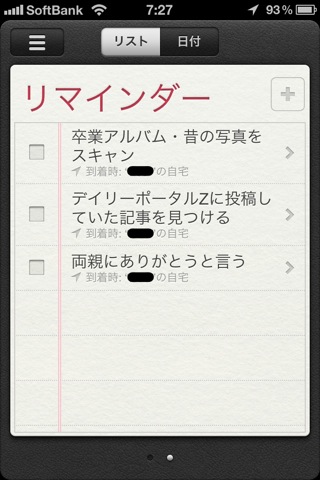 SoftBank 7:27 93%
リスト 日付
リマインダー
卒業アルバム・昔の写真を
スキャン
到着時: の自宅
デイリーポータルZに投稿し
ていた記事を見つける
到着時: の自宅
両親にありがとうと言う
到着時: の自宅